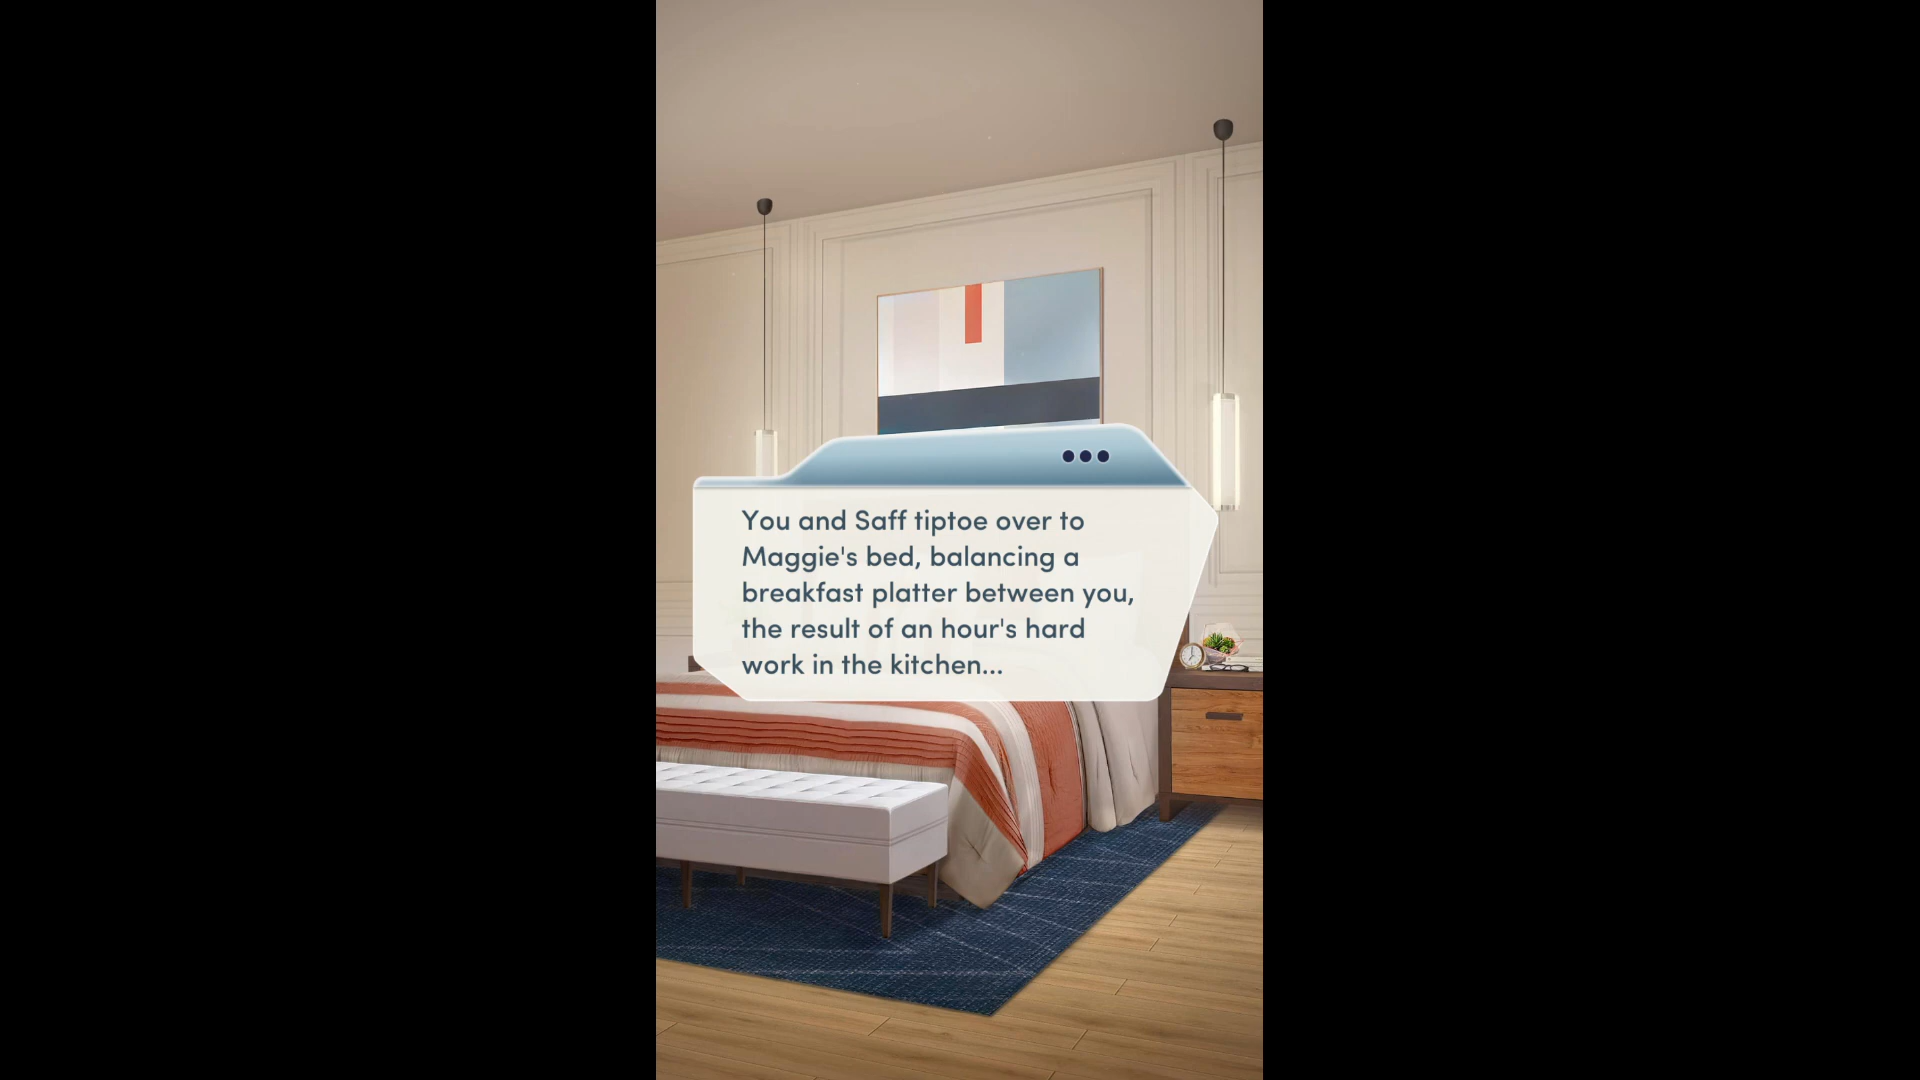 You and Saff tiptoe over to
Maggie's bed, balancing a
breakfast platter between you,
the result of an hour's hard
work in the kitchen...